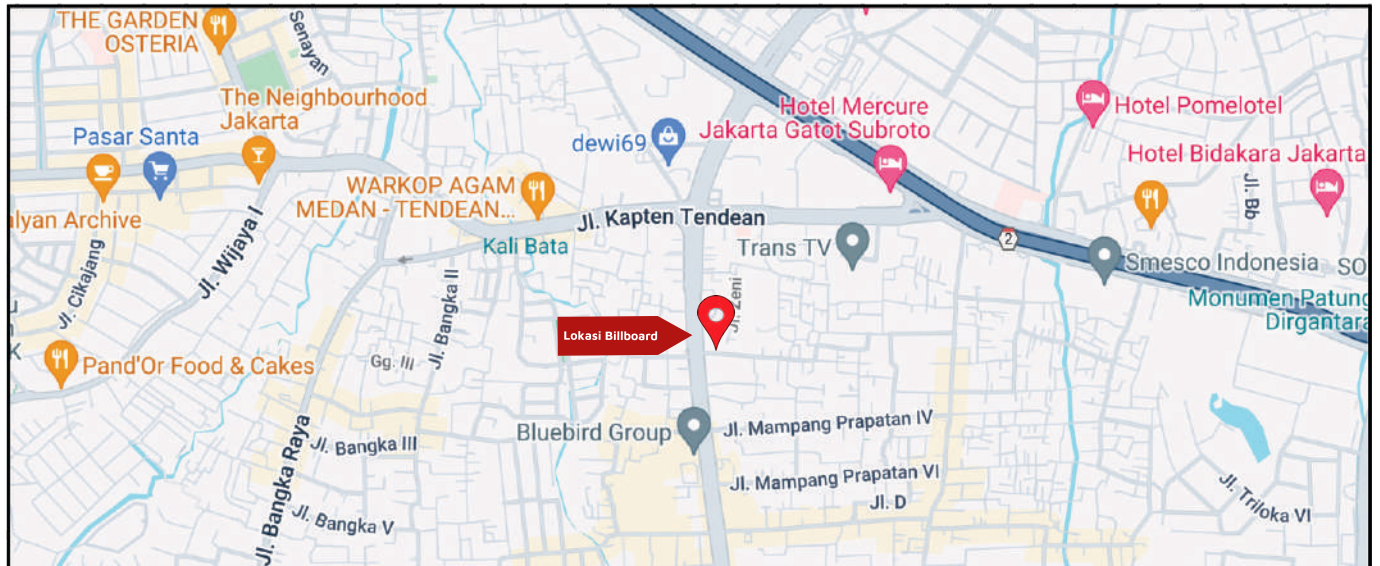 THE GARDEN
OSTERIA
Senayan
The Neighbourhood
Jakarta
Pasar Santa
alyan Archive
Jl. Cikajang
Jl. Wijaya I
Pand'Or Food & Cakes
WARKOP AGAM
MEDAN - TENDEAN...
Kali Bata
dewi69
Jl. Kapten Tendean
Hotel Mercure
Jakarta Gatot Subroto
Hotel Pomelotel
Hotel Bidakara Jakarta
Jl. Bb
Trans TV
2
Smesco Indonesia
SO
Monumen Patung
Dirgantara
Jl. Zeni
Lokasi Billboard
Gg. III
Jl. Bangka II
Jl. Bangka Raya
Jl. Bangka III
Jl. Bangka V
Bluebird Group
Jl. Mampang Prapatan IV
Jl. Mampang Prapatan VI
Jl. D
Jl. Triloka VI